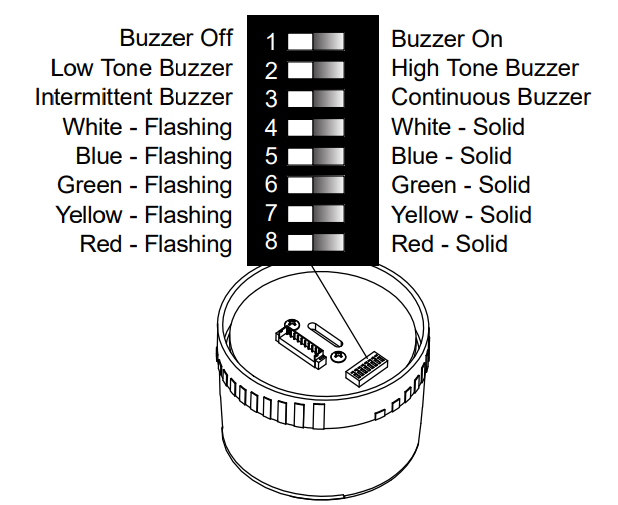 Buzzer Off 1 Buzzer On
Low Tone Buzzer 2 High Tone Buzzer
Intermittent Buzzer 3 Continuous Buzzer
White - Flashing 4 White - Solid
Blue - Flashing 5 Blue - Solid
Green - Flashing 6 Green - Solid
Yellow - Flashing 7 Yellow - Solid
Red - Flashing 8 Red - Solid